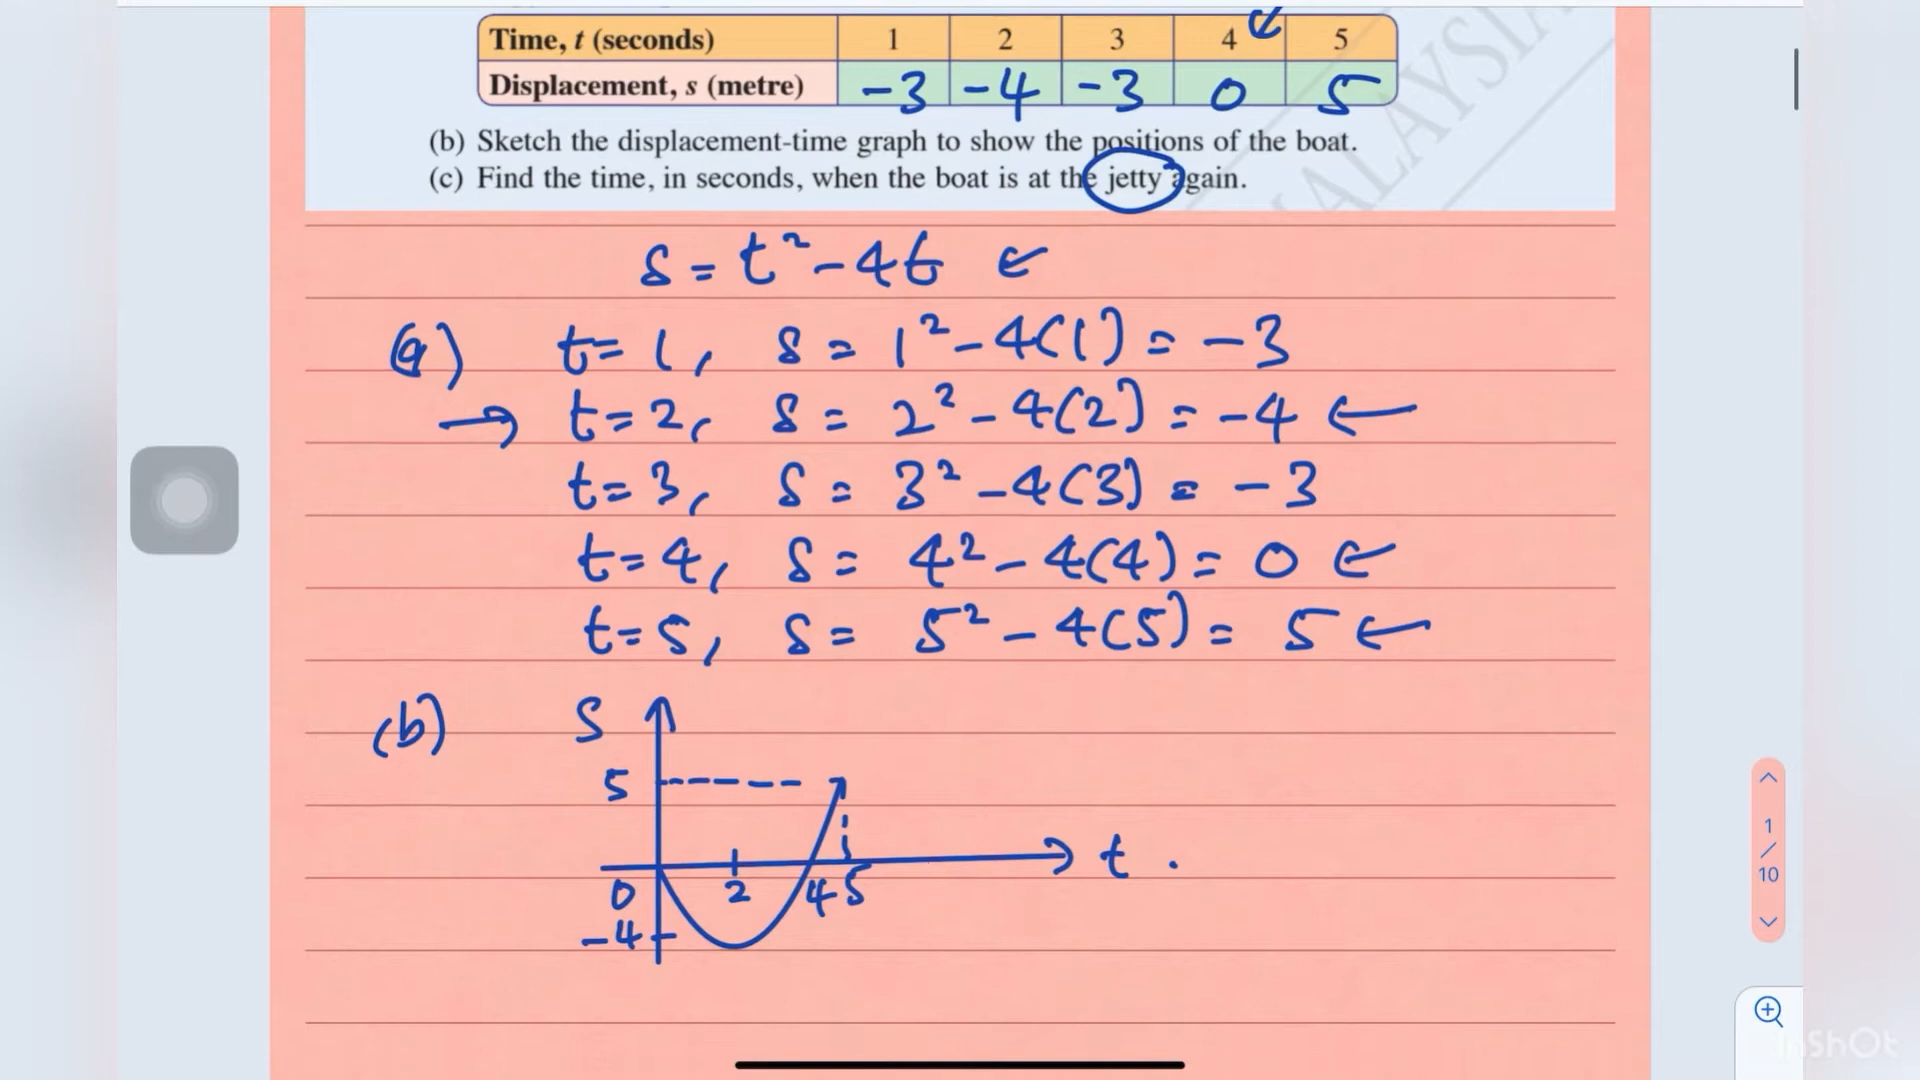 Time, t (seconds) 1 2 3 4 5
Displacement, s (metre) -3 -4 -3 0 5
(b) Sketch the displacement-time graph to show the positions of the boat.
(c) Find the time, in seconds, when the boat is at the jetty again.
s = t² - 4t
(a) t=1, s = 1² - 4(1) = -3
t=2, s = 2² - 4(2) = -4
t=3, s = 3² - 4(3) = -3
t=4, s = 4² - 4(4) = 0
t=5, s = 5² - 4(5) = 5
(b) S
5
t .
0 2 4 5
-4
1
/
10
InShOt